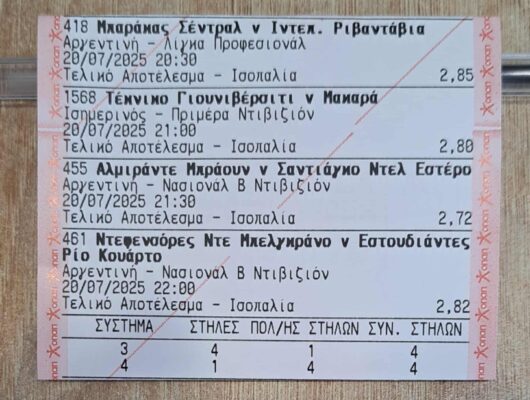 418 Μπαράκας Σέντραλ v Ιντεπ. Ριβαντάβια
Αργεντινή - Λίγκα Προφεσιονάλ
20/07/2025 20:30
Τελικό Αποτέλεσμα - Ισοπαλία 2,85
1568 Τέκνικο Γιουνιβέρσιτι v Μακαρά
Ισημερινός - Πριμέρα Ντιβιζιόν
20/07/2025 21:00
Τελικό Αποτέλεσμα - Ισοπαλία 2,80
455 Αλμιράντε Μπράουν v Σαντιάγκο Ντελ Εστέρο
Αργεντινή - Νασιονάλ Β Ντιβιζιόν
20/07/2025 21:30
Τελικό Αποτέλεσμα - Ισοπαλία 2,72
461 Ντεφενσόρες Ντε Μπελγκράνο v Εστουδιάντες
Ρίο Κουάρτο
Αργεντινή - Νασιονάλ Β Ντιβιζιόν
20/07/2025 22:00
Τελικό Αποτέλεσμα - Ισοπαλία 2,82
ΣΥΣΤΗΜΑ ΣΤΗΛΕΣ ΠΟΛ/ΗΣ ΣΤΗΛΩΝ ΣΥΝ. ΣΤΗΛΩΝ
3 4 1 4
4 1 4 4
οπαπ